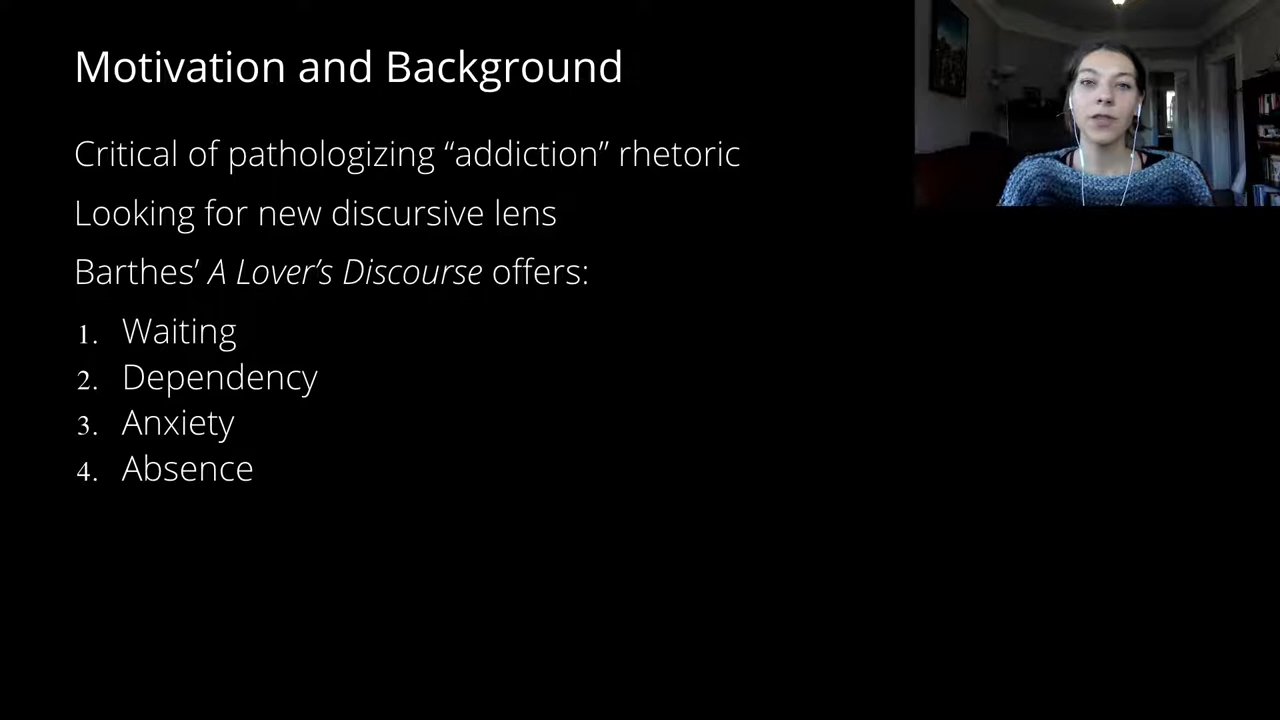 Motivation and Background
Critical of pathologizing “addiction” rhetoric
Looking for new discursive lens
Barthes’ A Lover’s Discourse offers:
1. Waiting
2. Dependency
3. Anxiety
4. Absence